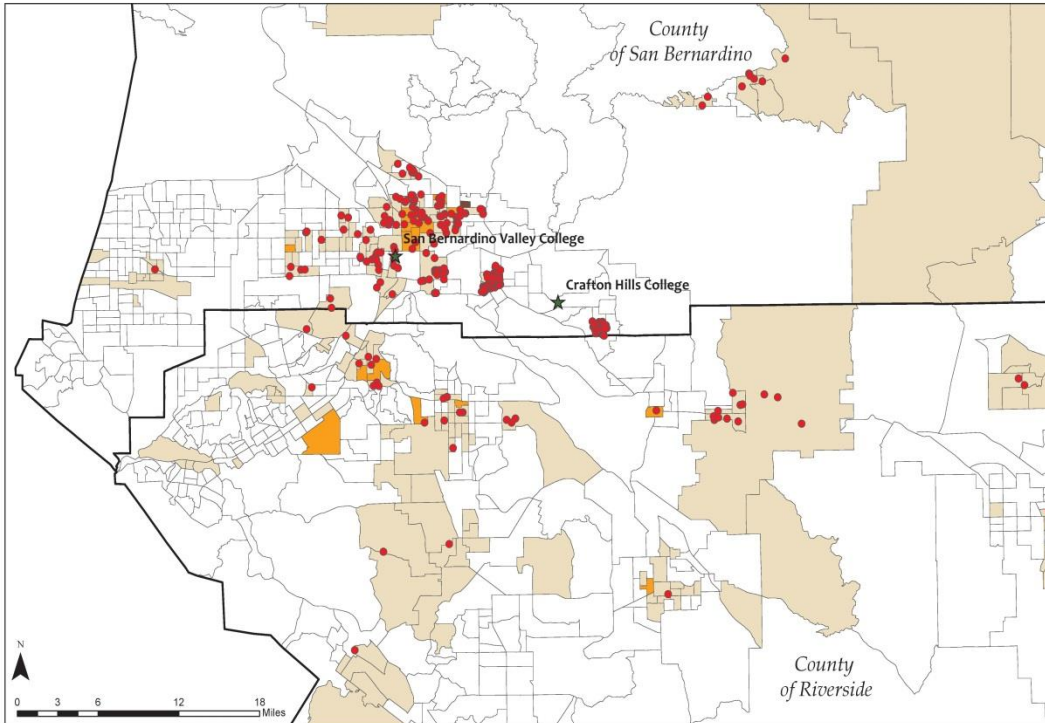 County
of San Bernardino
San Bernardino Valley College
Crafton Hills College
County
of Riverside
N
0 3 6 12 18
Miles